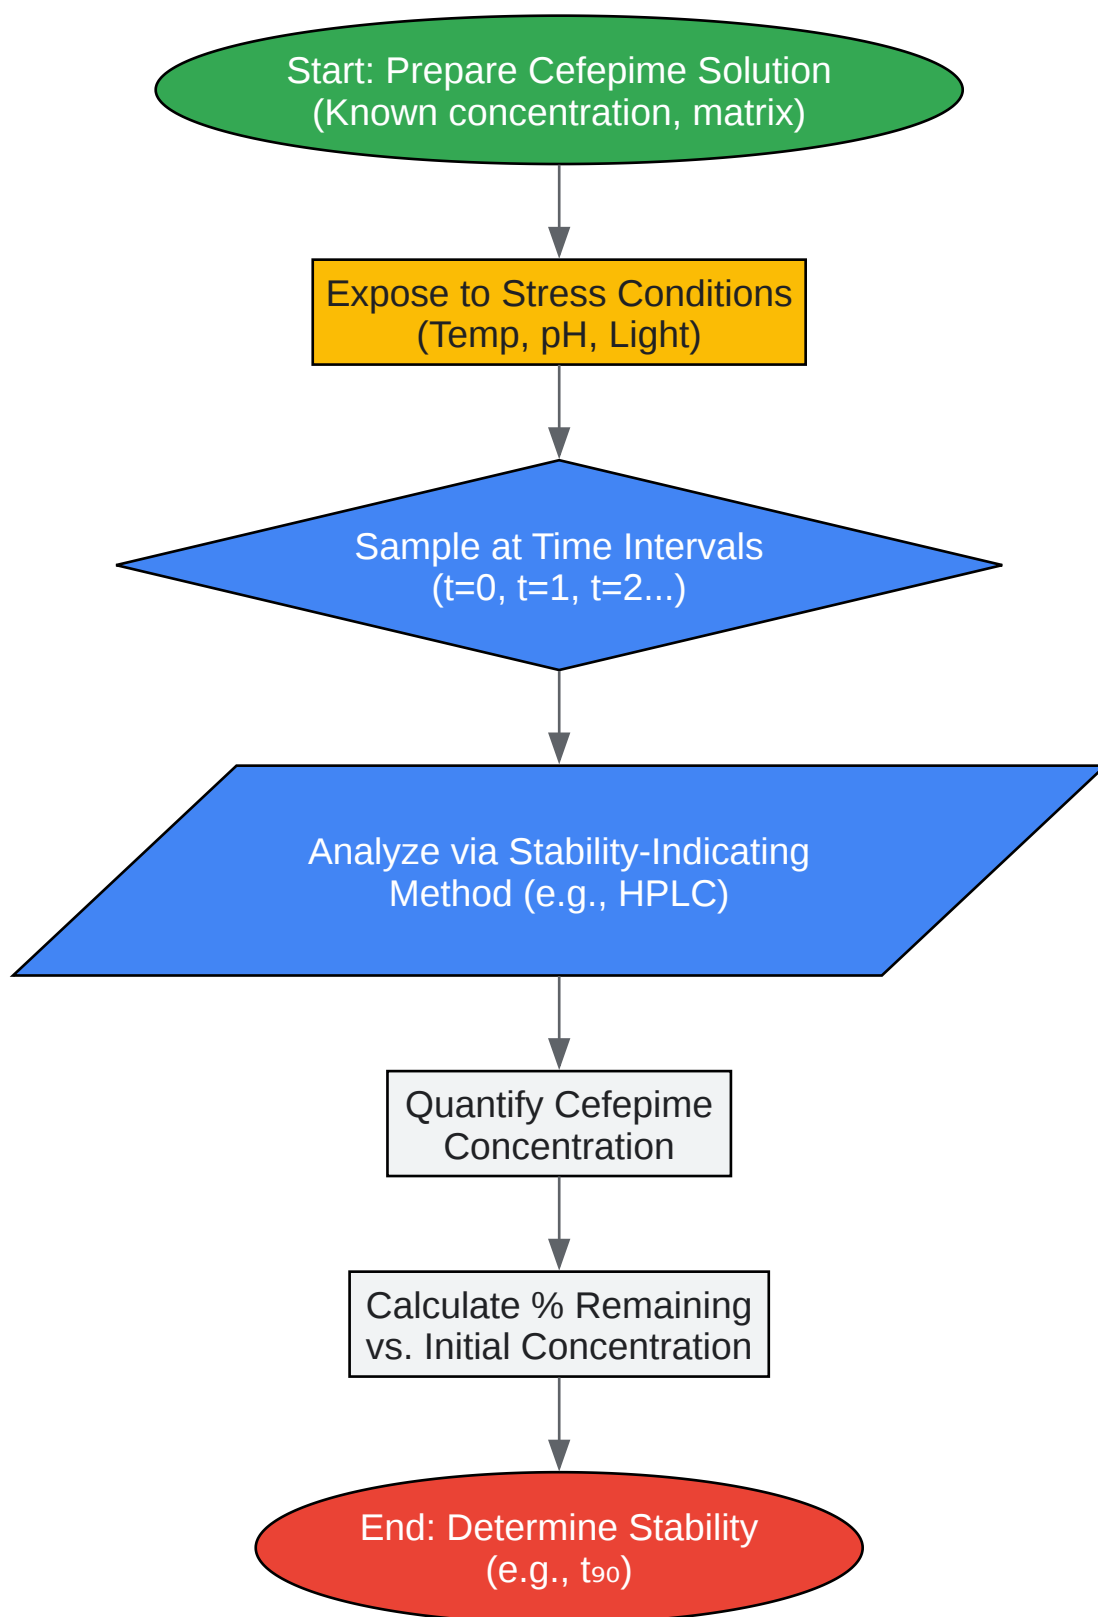 Start: Prepare Cefepime Solution
(Known concentration, matrix)
Expose to Stress Conditions
(Temp, pH, Light)
Sample at Time Intervals
(t=0, t=1, t=2...)
Analyze via Stability-Indicating
Method (e.g., HPLC)
Quantify Cefepime
Concentration
Calculate % Remaining
vs. Initial Concentration
End: Determine Stability
(e.g., t₉₀)